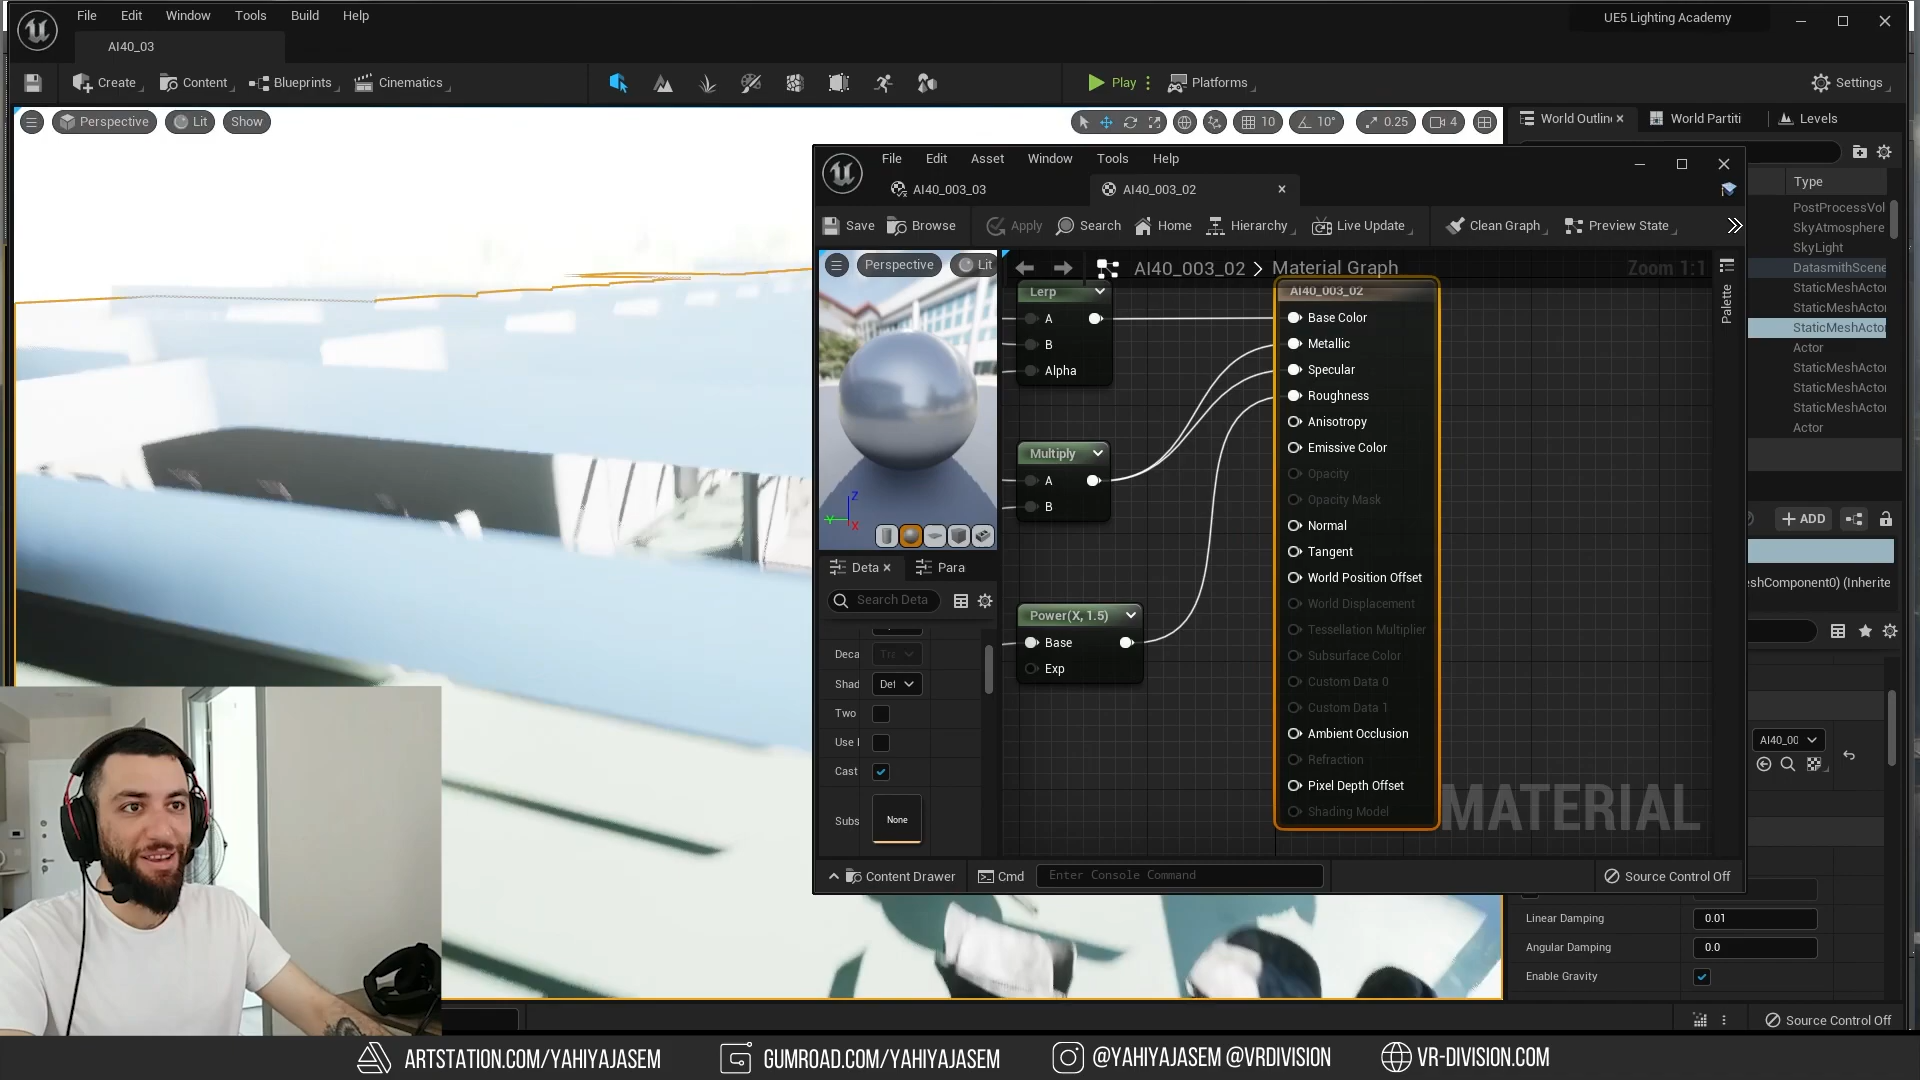 File Edit Window Tools Build Help
UE5 Lighting Academy
AI40_03
Create Content Blueprints Cinematics Play Platforms Settings
Perspective Lit Show
10 10° 0.25 4
World Outlin World Partiti Levels
File Edit Asset Window Tools Help
AI40_003_03 AI40_003_02
Type
PostProcessVol
SkyAtmosphere
SkyLight
DatasmithScene
StaticMeshActor
StaticMeshActor
StaticMeshActor
Actor
StaticMeshActor
StaticMeshActor
StaticMeshActor
Actor
Save Browse Apply Search Home Hierarchy Live Update Clean Graph Preview State
Perspective Lit
AI40_003_02 > Material Graph
Zoom 1:1
Palette
Lerp
A
B
Alpha
Multiply
A
B
Power(X, 1.5)
Base
Exp
AI40_003_02
Base Color
Metallic
Specular
Roughness
Anisotropy
Emissive Color
Opacity
Opacity Mask
Normal
Tangent
World Position Offset
World Displacement
Tessellation Multiplier
Subsurface Color
Custom Data 0
Custom Data 1
Ambient Occlusion
Refraction
Pixel Depth Offset
Shading Model
MATERIAL
Z
Y
X
Deta Para
Search Deta
Deca
Shad Def
Two
Use
Cast
Subs None
ADD
eshComponent0) (Inherite
AI40_00
Content Drawer Cmd Enter Console Command Source Control Off
Linear Damping 0.01
Angular Damping 0.0
Enable Gravity
Source Control Off
ARTSTATION.COM/YAHIYAJASEM GUMROAD.COM/YAHIYAJASEM @YAHIYAJASEM @VRDIVISION VR-DIVISION.COM